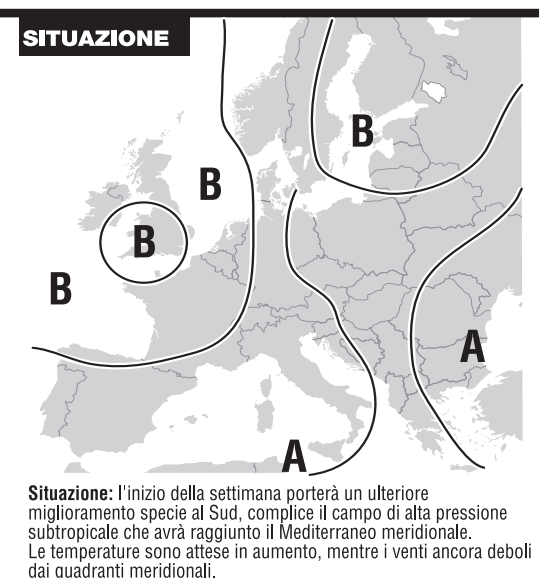 SITUAZIONE
B
B
B
B
A
A
Situazione: l'inizio della settimana porterà un ulteriore
miglioramento specie al Sud, complice il campo di alta pressione
subtropicale che avrà raggiunto il Mediterraneo meridionale.
Le temperature sono attese in aumento, mentre i venti ancora deboli
dai quadranti meridionali.